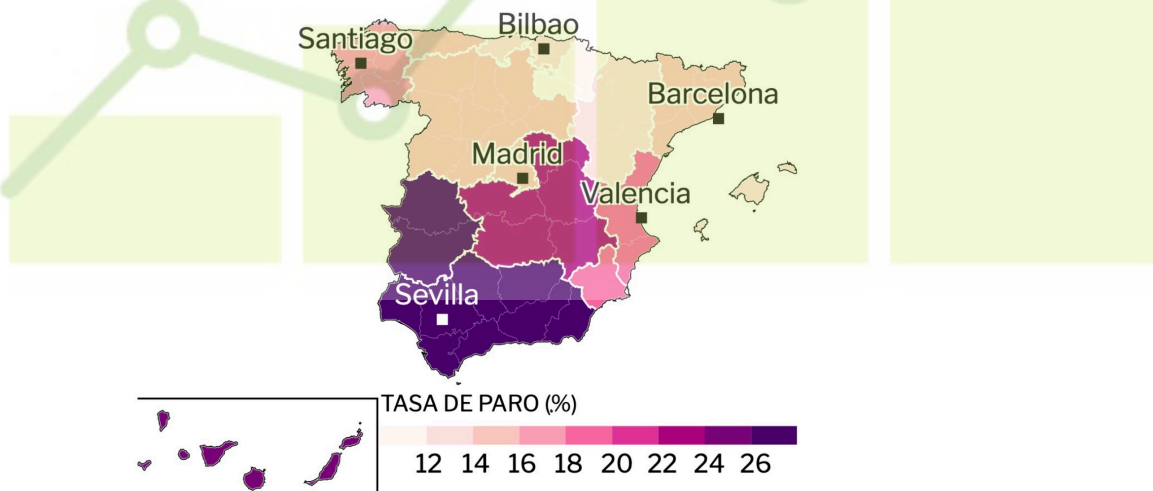 Bilbao
Santiago
Barcelona
Madrid
Valencia
Sevilla
TASA DE PARO (%)
12 14 16 18 20 22 24 26